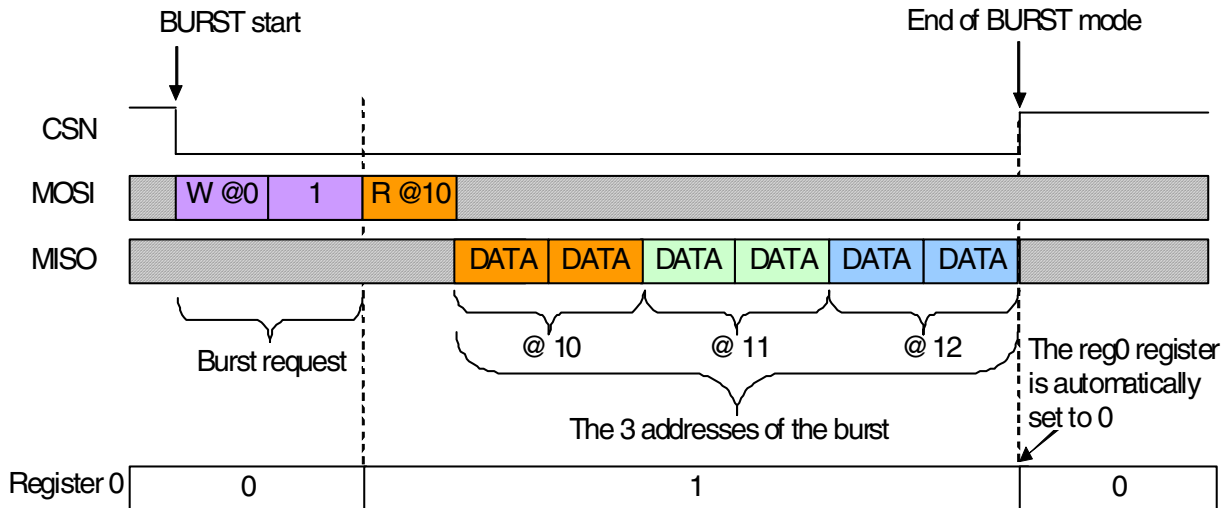 BURST start
End of BURST mode
CSN
MOSI
W @0
1
R @10
MISO
DATA
DATA
DATA
DATA
DATA
DATA
Burst request
@ 10
@ 11
@ 12
The 3 addresses of the burst
The reg0 register
is automatically
set to 0
Register 0
0
1
0